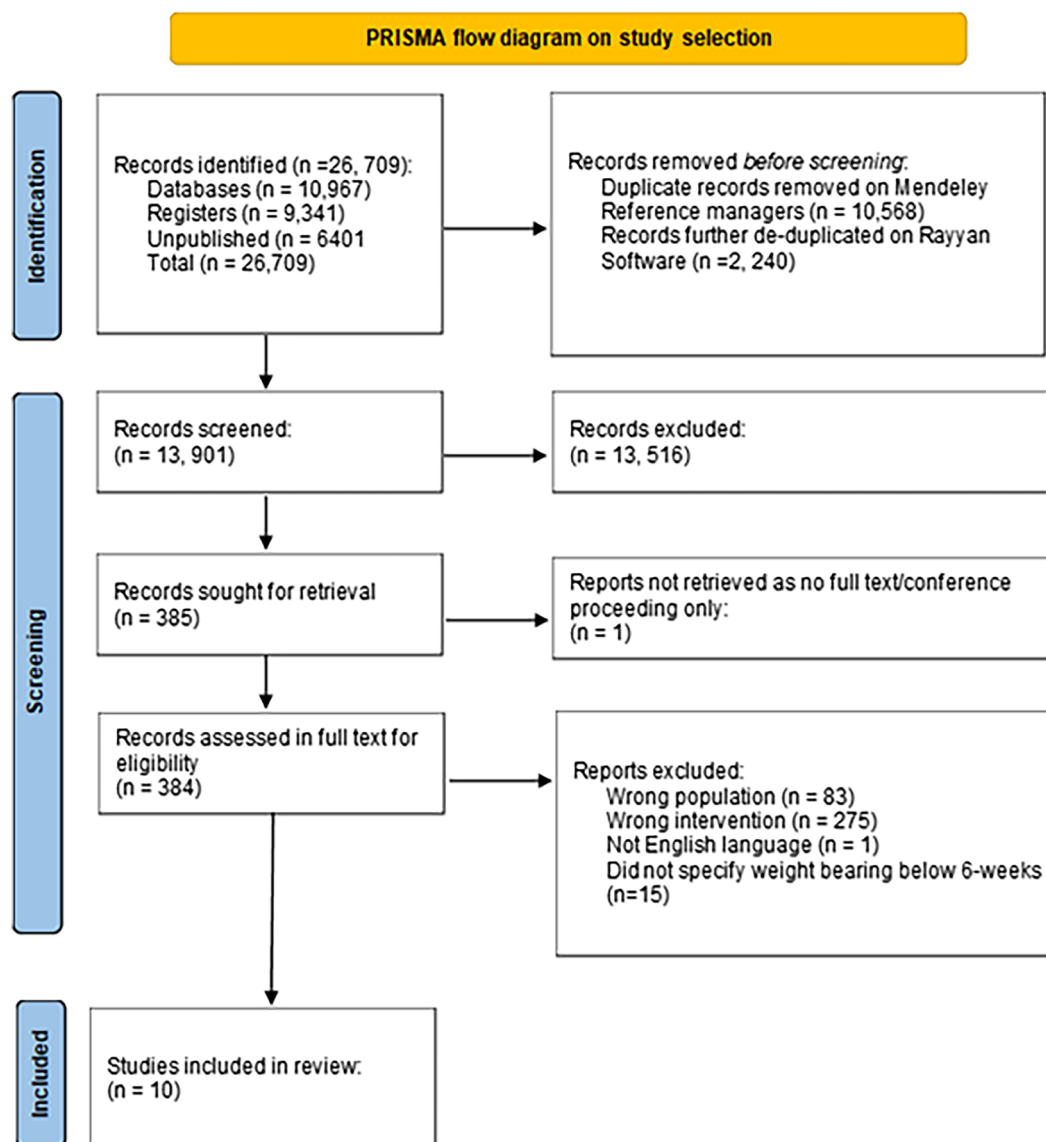 PRISMA flow diagram on study selection
Identification
Records identified (n =26, 709):
Databases (n = 10,967)
Registers (n = 9,341)
Unpublished (n = 6401
Total (n = 26,709)
Records removed before screening:
Duplicate records removed on Mendeley
Reference managers (n = 10,568)
Records further de-duplicated on Rayyan
Software (n =2, 240)
Screening
Records screened:
(n = 13, 901)
Records excluded:
(n = 13, 516)
Records sought for retrieval
(n = 385)
Reports not retrieved as no full text/conference
proceeding only:
(n = 1)
Records assessed in full text for
eligibility
(n = 384)
Reports excluded:
Wrong population (n = 83)
Wrong intervention (n = 275)
Not English language (n = 1)
Did not specify weight bearing below 6-weeks
(n=15)
Included
Studies included in review:
(n = 10)